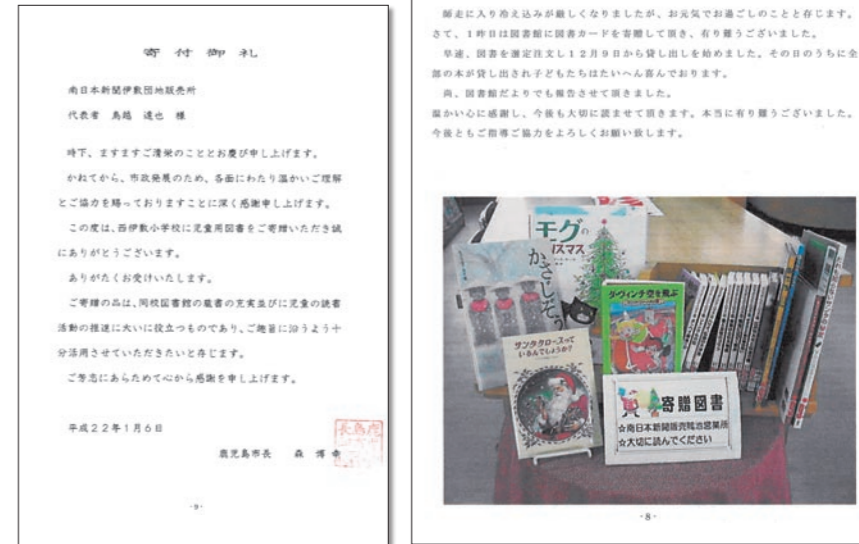 寄付御礼
南日本新聞伊敷団地販売所
代表者 鳥越 達也 様
時下、ますますご清栄のこととお慶び申し上げます。
かねてから、市政発展のため、各面にわたり温かいご理解
とご協力を賜っておりますことに深く感謝申し上げます。
この度は、西伊敷小学校に児童用図書をご寄贈いただき誠
にありがとうございます。
ありがたくお受けいたします。
ご寄贈の品は、同校図書館の蔵書の充実並びに児童の読書
活動の推進に大いに役立つものであり、ご趣旨に沿うよう十
分活用させていただきたいと存じます。
ご芳志にあらためて心から感謝を申し上げます。
平成22年1月6日
鹿児島市長 森 博幸
-9-
師走に入り冷え込みが厳しくなりましたが、お元気でお過ごしのことと存じます。
さて、1昨日は図書館に図書カードを寄贈して頂き、有り難うございました。
早速、図書を選定注文し12月9日から貸し出しを始めました。その日のうちに全
部の本が貸し出され子どもたちはたいへん喜んでおります。
尚、図書館だよりでも報告させて頂きました。
温かい心に感謝し、今後も大切に読ませて頂きます。本当に有り難うございました。
今後ともご指導ご協力をよろしくお願い致します。
モグの
リスマス
かさじぞう
ダ・ヴィンチ空を飛ぶ
サンタクロースって
いるんでしょうか?
寄贈図書
☆南日本新聞販売鴨池営業所
☆大切に読んでください
-8-